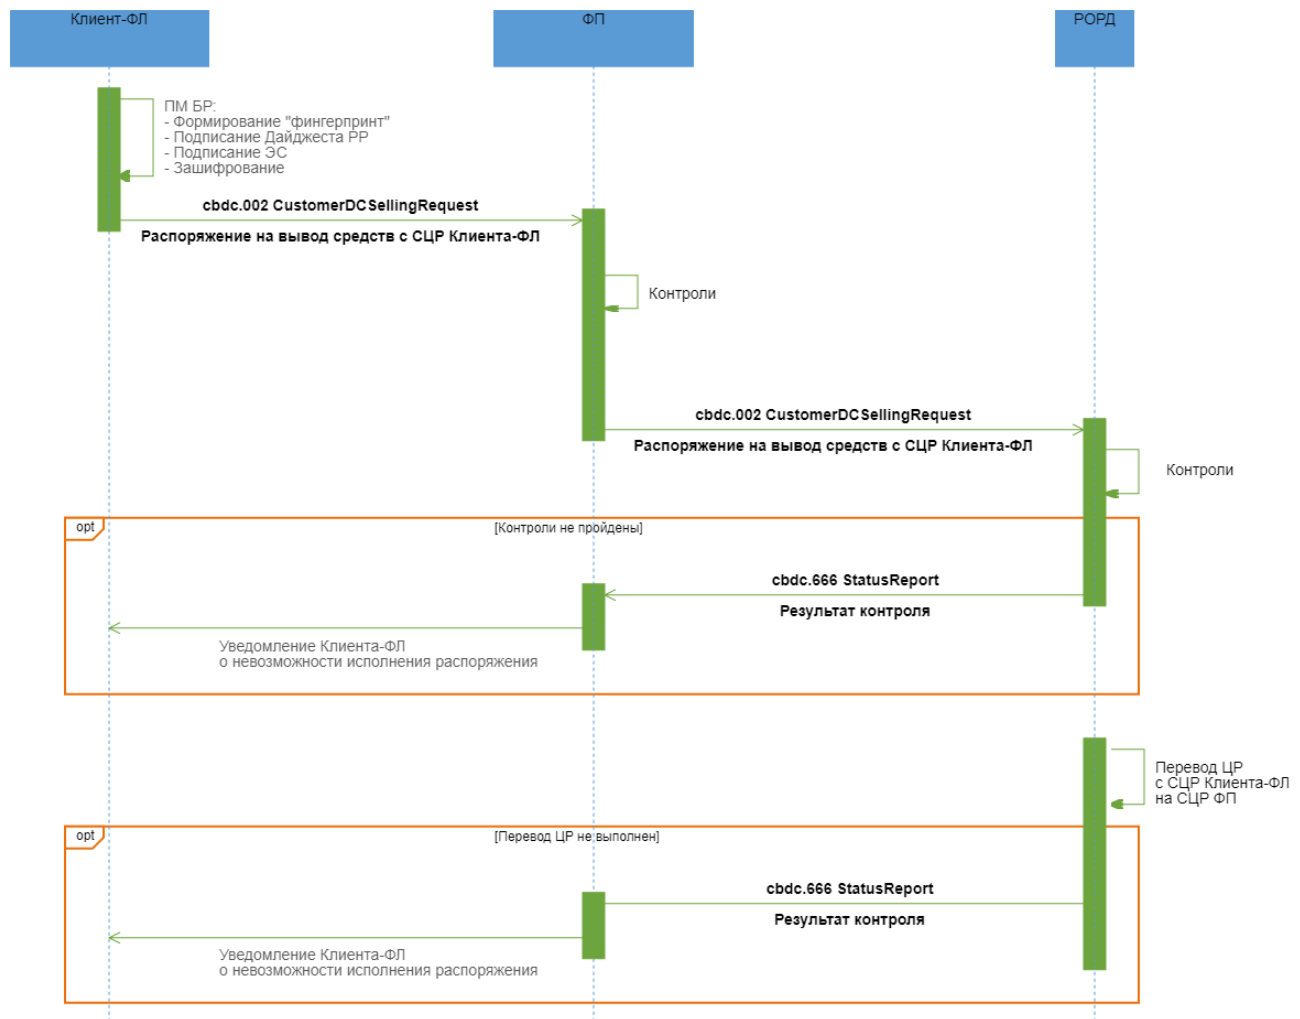 Клиент-ФЛ
ФП
РОРД
ПМ БР:
- Формирование "фингерпринт"
- Подписание Дайджеста РР
- Подписание ЭС
- Зашифрование
cbdc.002 CustomerDCSellingRequest
Распоряжение на вывод средств с СЦР Клиента-ФЛ
Контроли
cbdc.002 CustomerDCSellingRequest
Распоряжение на вывод средств с СЦР Клиента-ФЛ
Контроли
opt
[Контроли не пройдены]
cbdc.666 StatusReport
Результат контроля
Уведомление Клиента-ФЛ
о невозможности исполнения распоряжения
Перевод ЦР
с СЦР Клиента-ФЛ
на СЦР ФП
opt
[Перевод ЦР не выполнен]
cbdc.666 StatusReport
Результат контроля
Уведомление Клиента-ФЛ
о невозможности исполнения распоряжения